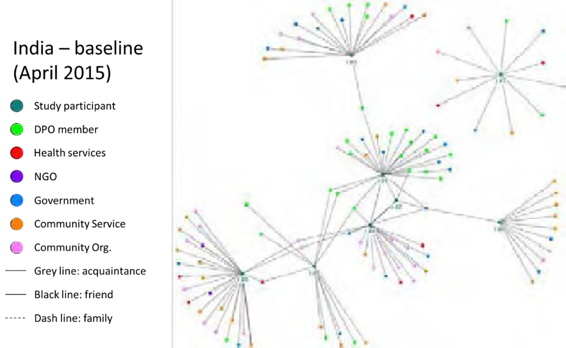 India – baseline
(April 2015)
Study participant
DPO member
Health services
NGO
Government
Community Service
Community Org.
Grey line: acquaintance
Black line: friend
Dash line: family